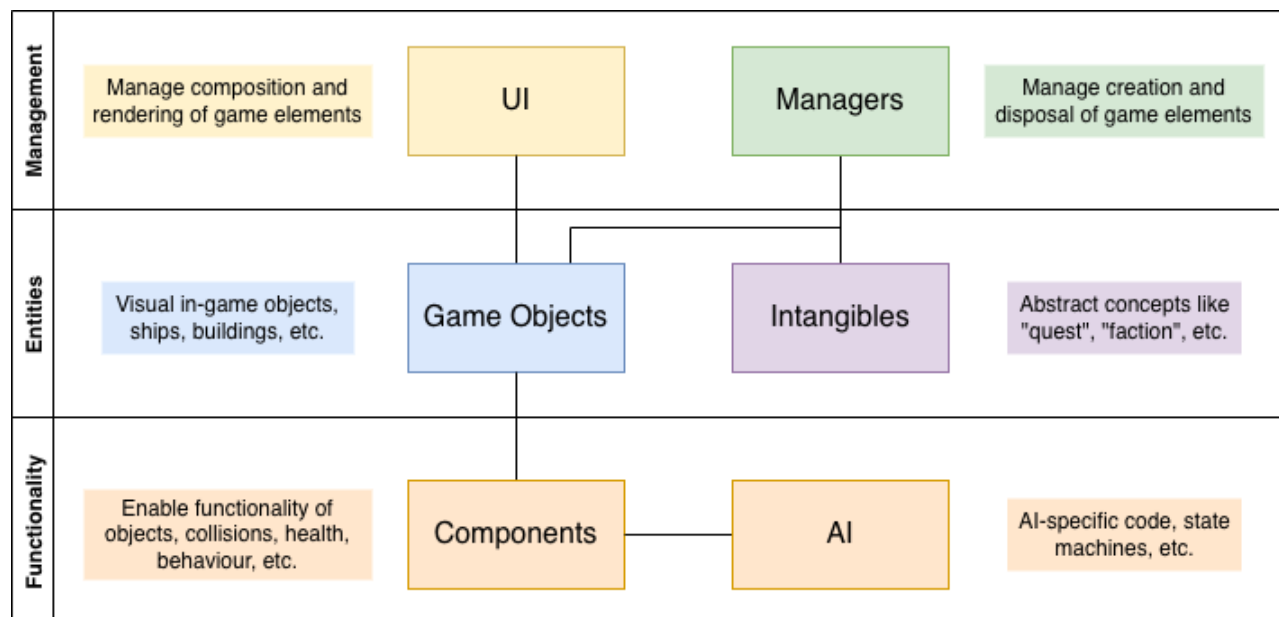 Management
Manage composition and
rendering of game elements
UI
Managers
Manage creation and
disposal of game elements
Entities
Visual in-game objects,
ships, buildings, etc.
Game Objects
Intangibles
Abstract concepts like
"quest", "faction", etc.
Functionality
Enable functionality of
objects, collisions, health,
behaviour, etc.
Components
AI
AI-specific code, state
machines, etc.